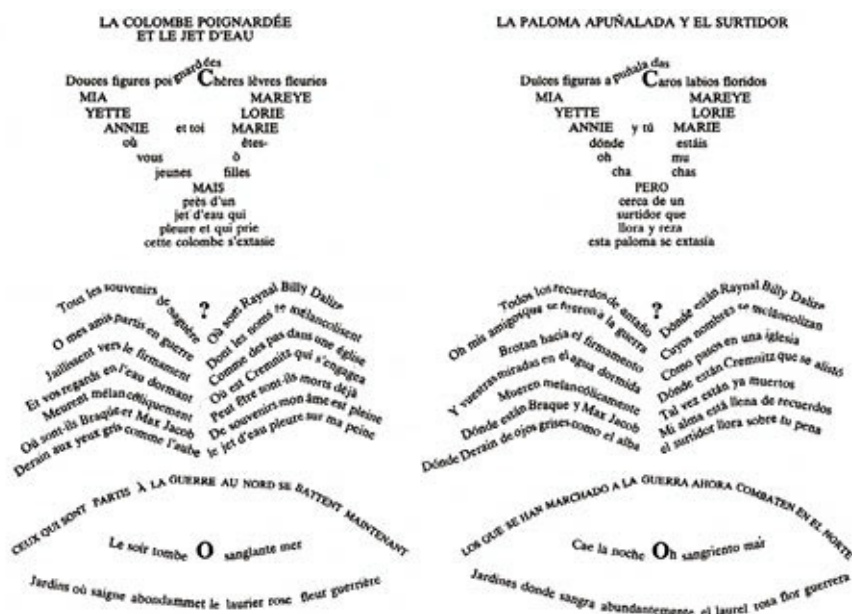 LA COLOMBE POIGNARDÉE
ET LE JET D'EAU
Douces figures poignardées Chères lèvres fleuries
MIA MAREYE
YETTE LORIE
ANNIE et toi MARIE
où êtes-
vous ô
jeunes filles
MAIS
près d'un
jet d'eau qui
pleure et qui prie
cette colombe s'extasie
Tout les souvenirs de naguère
O mes amis partis en guerre
Jaillissent vers le firmament
Et vos regards en l'eau dormant
Meurent mélancoliquement
Où sont-ils Braque et Max Jacob
Derain aux yeux gris comme l'aube
?
Où sont Raynal Billy Dalize
Dont les noms se mélancolisent
Comme des pas dans une église
Où est Cremnitz qui s'engagea
Peut être sont-ils morts déjà
De souvenirs mon âme est pleine
le jet d'eau pleure sur ma peine
CEUX QUI SONT PARTIS À LA GUERRE AU NORD SE BATTENT MAINTENANT
Le soir tombe O sanglante mer
Jardins où saigne abondammet le laurier rose fleur guerrière
LA PALOMA APUÑALADA Y EL SURTIDOR
Dulces figuras apuñaladas Caros labios floridos
MIA MAREYE
YETTE LORIE
ANNIE y tú MARIE
dónde estáis
oh mu
cha chas
PERO
cerca de un
surtidor que
llora y reza
esta paloma se extasía
Todos los recuerdos de antaño
Oh mis amigos que se fueron a la guerra
Brotan hacia el firmamento
Y vuestras miradas en el agua dormida
Mueren melancólicamente
Dónde están Braque y Max Jacob
Dónde Derain de ojos grises como el alba
?
Dónde están Raynal Billy Dalize
Cuyos nombres se melancolizan
Como pasos en una iglesia
Dónde están Cremnitz que se alistó
Tal vez están ya muertos
Mi alma está llena de recuerdos
el surtidor llora sobre tu pena
LOS QUE SE HAN MARCHADO A LA GUERRA AHORA COMBATEN EN EL NORTE
Cae la noche Oh sangriento mar
Jardines donde sangra abundantemente el laurel rosa flor guerrera